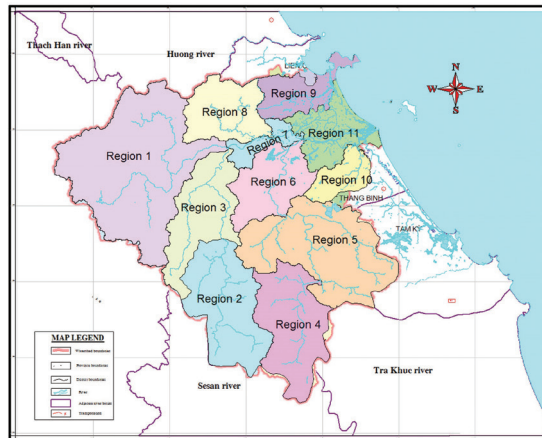 Thach Han river
Huong river
N
W E
S
Region 9
Region 8
Region 7
Region 11
Region 1
Region 6
Region 10
Region 3
THANG BINH
TAM KY
Region 5
Region 2
Region 4
MAP LEGEND
Sesan river
Tra Khuc river